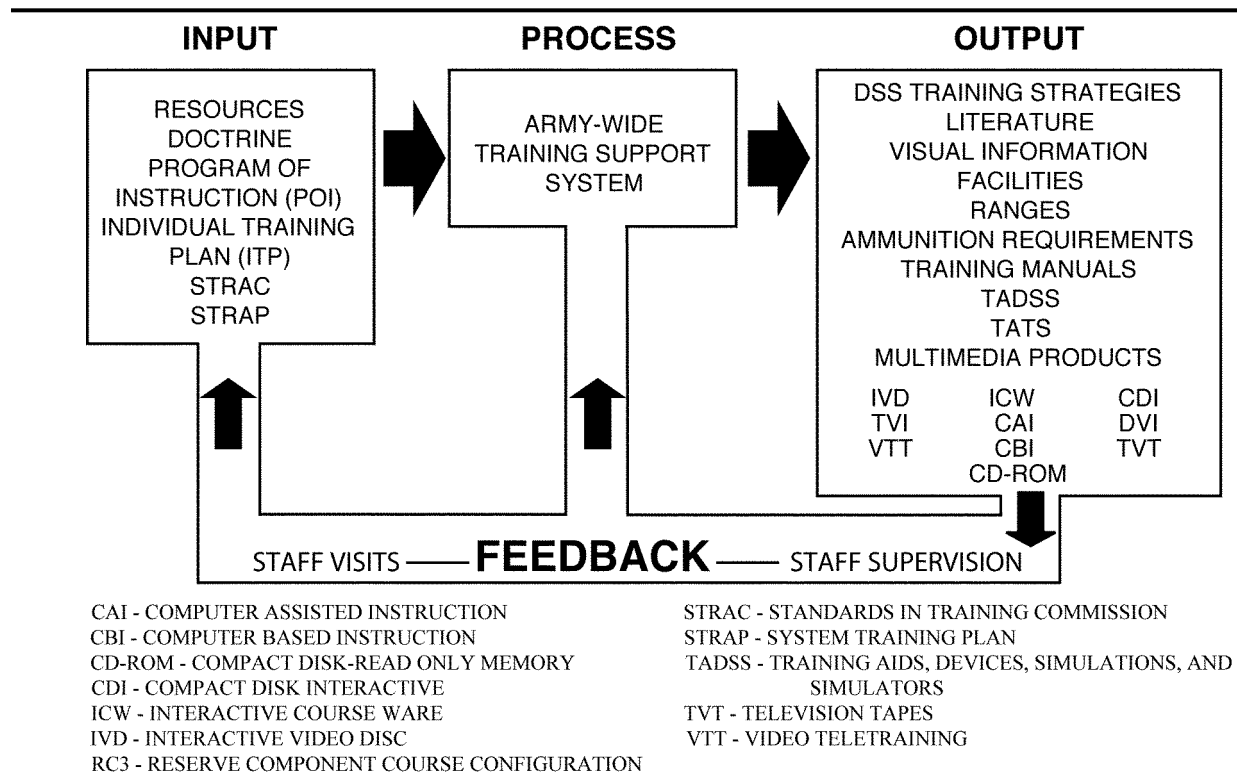 INPUT
PROCESS
OUTPUT
RESOURCES
DOCTRINE
PROGRAM OF
INSTRUCTION (POI)
INDIVIDUAL TRAINING
PLAN (ITP)
STRAC
STRAP
ARMY-WIDE
TRAINING SUPPORT
SYSTEM
DSS TRAINING STRATEGIES
LITERATURE
VISUAL INFORMATION
FACILITIES
RANGES
AMMUNITION REQUIREMENTS
TRAINING MANUALS
TADSS
TATS
MULTIMEDIA PRODUCTS
IVD ICW CDI
TVI CAI DVI
VTT CBI TVT
CD-ROM
STAFF VISITS — FEEDBACK — STAFF SUPERVISION
CAI - COMPUTER ASSISTED INSTRUCTION
CBI - COMPUTER BASED INSTRUCTION
CD-ROM - COMPACT DISK-READ ONLY MEMORY
CDI - COMPACT DISK INTERACTIVE
ICW - INTERACTIVE COURSE WARE
IVD - INTERACTIVE VIDEO DISC
RC3 - RESERVE COMPONENT COURSE CONFIGURATION
STRAC - STANDARDS IN TRAINING COMMISSION
STRAP - SYSTEM TRAINING PLAN
TADSS - TRAINING AIDS, DEVICES, SIMULATIONS, AND
SIMULATORS
TVT - TELEVISION TAPES
VTT - VIDEO TELETRAINING